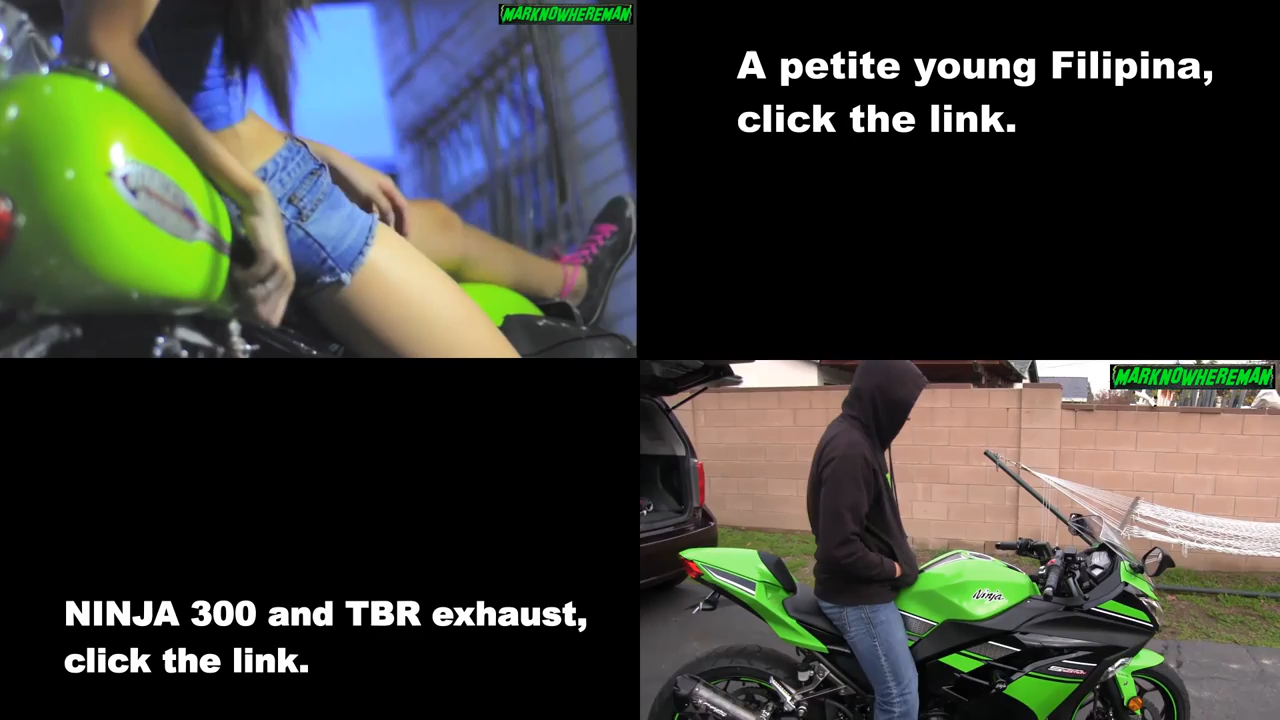 MARKNOWHEREMAN
A petite young Filipina,
click the link.
MARKNOWHEREMAN
Ninja
NINJA 300 and TBR exhaust,
click the link.